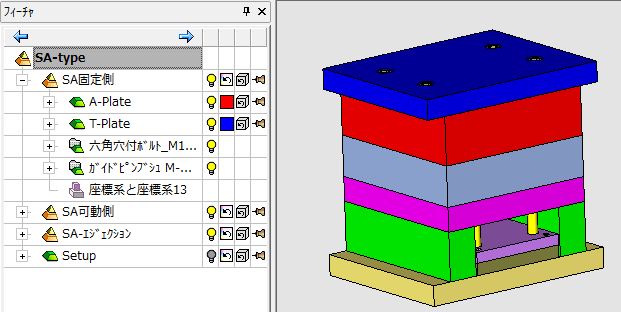 フィーチャ
SA-type
SA固定側
A-Plate
T-Plate
六角穴付ボルト_M1...
ガイドピンブシュ M-...
座標系と座標系13
SA可動側
SA-エジェクション
Setup